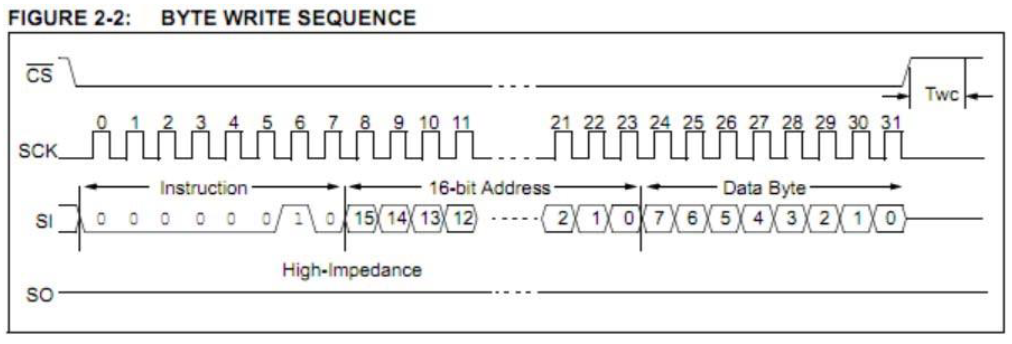 FIGURE 2-2: BYTE WRITE SEQUENCE
CS
Twc
0 1 2 3 4 5 6 7 8 9 10 11 21 22 23 24 25 26 27 28 29 30 31
SCK
Instruction 16-bit Address Data Byte
SI 0 0 0 0 0 0 1 0 15 14 13 12 2 1 0 7 6 5 4 3 2 1 0
High-Impedance
SO